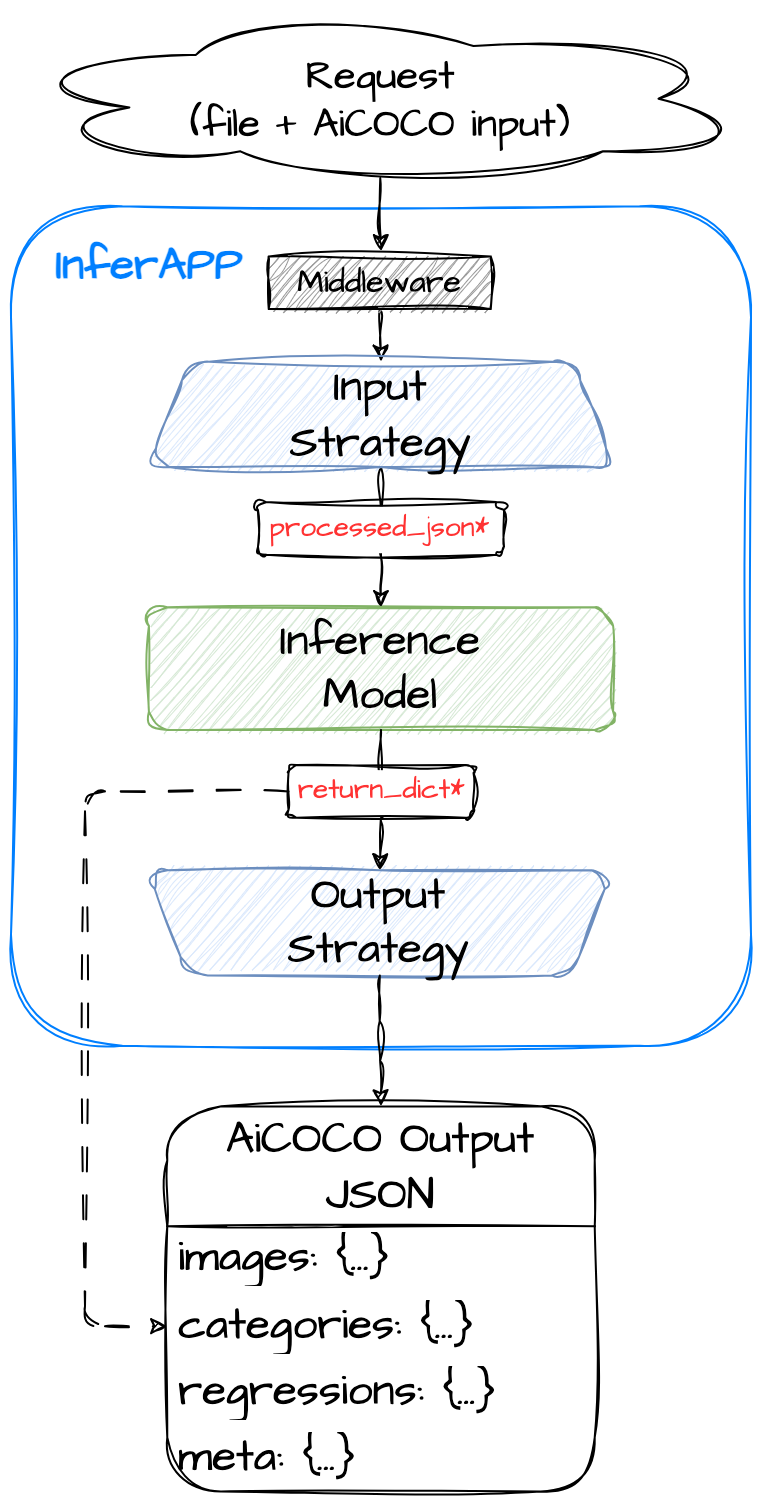 Request
(file + AiCOCO input)
InferAPP
Middleware
Input
Strategy
processed_json*
Inference
Model
return_dict*
Output
Strategy
AiCOCO Output
JSON
images: {...}
categories: {...}
regressions: {...}
meta: {...}